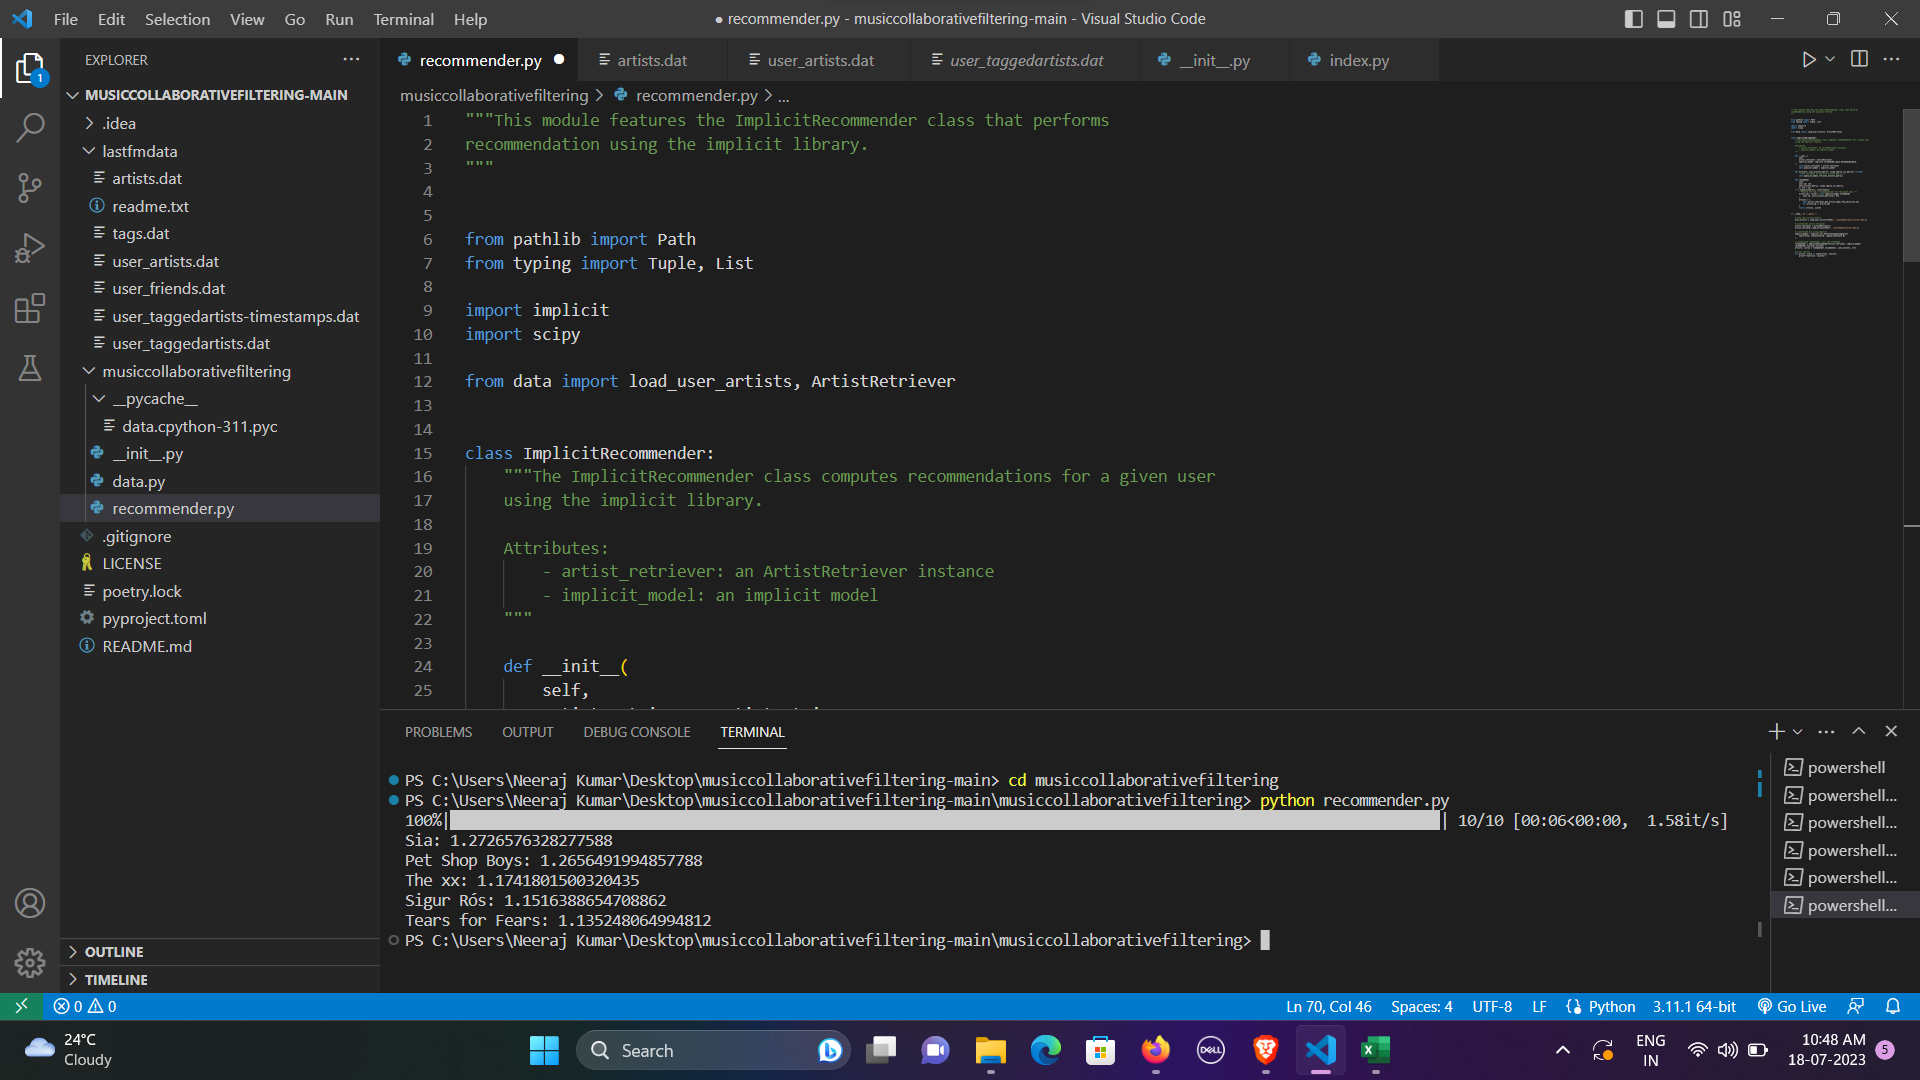 File Edit Selection View Go Run Terminal Help
● recommender.py - musiccollaborativefiltering-main - Visual Studio Code
EXPLORER
1
MUSICCOLLABORATIVEFILTERING-MAIN
.idea
lastfmdata
artists.dat
readme.txt
tags.dat
user_artists.dat
user_friends.dat
user_taggedartists-timestamps.dat
user_taggedartists.dat
musiccollaborativefiltering
__pycache__
data.cpython-311.pyc
__init__.py
data.py
recommender.py
.gitignore
LICENSE
poetry.lock
pyproject.toml
README.md
OUTLINE
TIMELINE
recommender.py artists.dat user_artists.dat user_taggedartists.dat __init__.py index.py
musiccollaborativefiltering > recommender.py > ...
1 """This module features the ImplicitRecommender class that performs
2 recommendation using the implicit library.
3 """
4
5
6 from pathlib import Path
7 from typing import Tuple, List
8
9 import implicit
10 import scipy
11
12 from data import load_user_artists, ArtistRetriever
13
14
15 class ImplicitRecommender:
16 """The ImplicitRecommender class computes recommendations for a given user
17 using the implicit library.
18
19 Attributes:
20 - artist_retriever: an ArtistRetriever instance
21 - implicit_model: an implicit model
22 """
23
24 def __init__(
25 self,
PROBLEMS OUTPUT DEBUG CONSOLE TERMINAL
PS C:\Users\Neeraj Kumar\Desktop\musiccollaborativefiltering-main> cd musiccollaborativefiltering
PS C:\Users\Neeraj Kumar\Desktop\musiccollaborativefiltering-main\musiccollaborativefiltering> python recommender.py
100%| | 10/10 [00:06<00:00, 1.58it/s]
Sia: 1.2726576328277588
Pet Shop Boys: 1.2656491994857788
The xx: 1.1741801500320435
Sigur Rós: 1.1516388654708862
Tears for Fears: 1.135248064994812
PS C:\Users\Neeraj Kumar\Desktop\musiccollaborativefiltering-main\musiccollaborativefiltering>
powershell
powershell...
powershell...
powershell...
powershell...
powershell...
0 0
Ln 70, Col 46 Spaces: 4 UTF-8 LF Python 3.11.1 64-bit Go Live
24°C
Cloudy
Search
DELL
ENG
IN
10:48 AM
18-07-2023
5